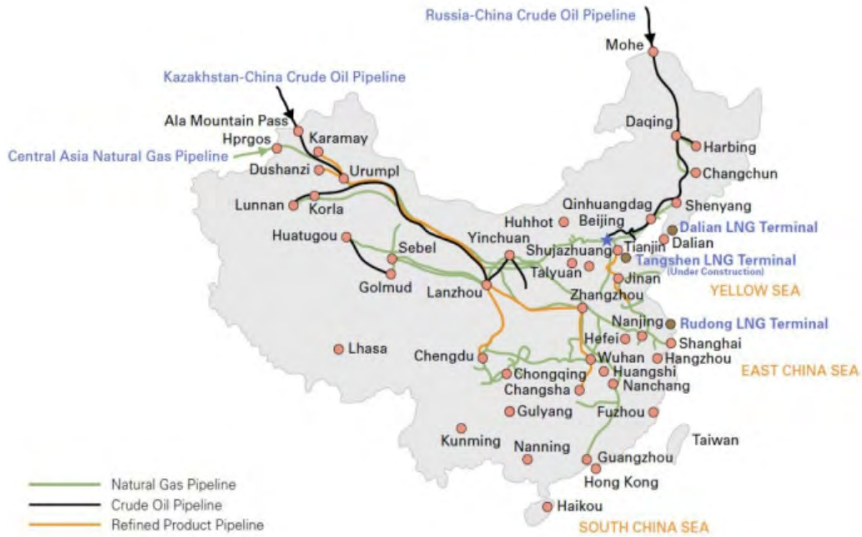 Russia-China Crude Oil Pipeline
Mohe
Kazakhstan-China Crude Oil Pipeline
Ala Mountain Pass
Hprgos
Karamay
Central Asia Natural Gas Pipeline
Dushanzi
Urumpl
Lunnan
Korla
Daqing
Harbing
Changchun
Qinhuangdag
Shenyang
Huhhot
Beijing
Dalian LNG Terminal
Huatugou
Sebel
Yinchuan
Shujazhuang
Tianjin
Dalian
Tangshen LNG Terminal
(Under Construction)
Talyuan
Golmud
Lanzhou
Jinan
YELLOW SEA
Zhangzhou
Nanjing
Rudong LNG Terminal
Hefei
Shanghai
Lhasa
Chengdu
Wuhan
Hangzhou
EAST CHINA SEA
Chongqing
Huangshi
Changsha
Nanchang
Gulyang
Fuzhou
Kunming
Taiwan
Nanning
Guangzhou
Hong Kong
Haikou
SOUTH CHINA SEA
Natural Gas Pipeline
Crude Oil Pipeline
Refined Product Pipeline